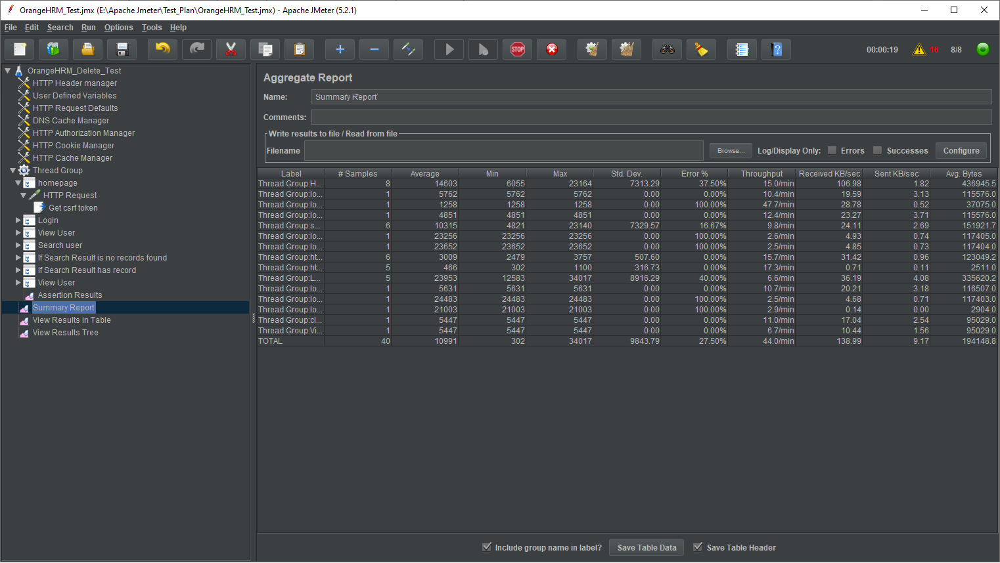 OrangeHRM_Test.jmx (E:\Apache Jmeter\Test_Plan\OrangeHRM_Test.jmx) - Apache JMeter (5.2.1)
File Edit Search Run Options Tools Help
STOP ? 00:00:19 16 8/8
OrangeHRM_Delete_Test
HTTP Header manager
User Defined Variables
HTTP Request Defaults
DNS Cache Manager
HTTP Authorization Manager
HTTP Cookie Manager
HTTP Cache Manager
Thread Group
homepage
HTTP Request
Get csrf token
Login
View User
Search user
If Search Result is no records found
If Search Result has record
View User
Assertion Results
Summary Report
View Results in Table
View Results Tree
Aggregate Report
Name: Summary Report
Comments:
Write results to file / Read from file
Filename Browse... Log/Display Only: Errors Successes Configure
Label # Samples Average Min Max Std. Dev. Error % Throughput Received KB/sec Sent KB/sec Avg. Bytes
Thread Group:H... 8 14603 6055 23164 7313.29 37.50% 15.0/min 106.98 1.82 436945.5
Thread Group:lo... 1 5762 5762 5762 0.00 0.00% 10.4/min 19.59 3.13 115576.0
Thread Group:lo... 1 1258 1258 1258 0.00 100.00% 47.7/min 28.78 0.52 37075.0
Thread Group:lo... 1 4851 4851 4851 0.00 0.00% 12.4/min 23.27 3.71 115576.0
Thread Group:s... 6 10315 4821 23140 7329.57 16.67% 9.8/min 24.11 2.69 151921.7
Thread Group:lo... 1 23256 23256 23256 0.00 100.00% 2.6/min 4.93 0.74 117405.0
Thread Group:lo... 1 23652 23652 23652 0.00 100.00% 2.5/min 4.85 0.73 117404.0
Thread Group:ht... 6 3009 2479 3757 507.60 0.00% 15.7/min 31.42 0.96 123049.2
Thread Group:ht... 5 466 302 1100 316.73 0.00% 17.3/min 0.71 0.11 2511.0
Thread Group:L... 5 23953 12583 34017 8916.29 40.00% 6.6/min 36.19 4.08 335620.2
Thread Group:lo... 1 5631 5631 5631 0.00 0.00% 10.7/min 20.21 3.18 116507.0
Thread Group:lo... 1 24483 24483 24483 0.00 100.00% 2.5/min 4.68 0.71 117403.0
Thread Group:lo... 1 21003 21003 21003 0.00 100.00% 2.9/min 0.14 0.00 2904.0
Thread Group:cl... 1 5447 5447 5447 0.00 0.00% 11.0/min 17.04 2.54 95029.0
Thread Group:Vi... 1 5447 5447 5447 0.00 0.00% 6.7/min 10.44 1.56 95029.0
TOTAL 40 10991 302 34017 9843.79 27.50% 44.0/min 138.99 9.17 194148.8
Include group name in label? Save Table Data Save Table Header